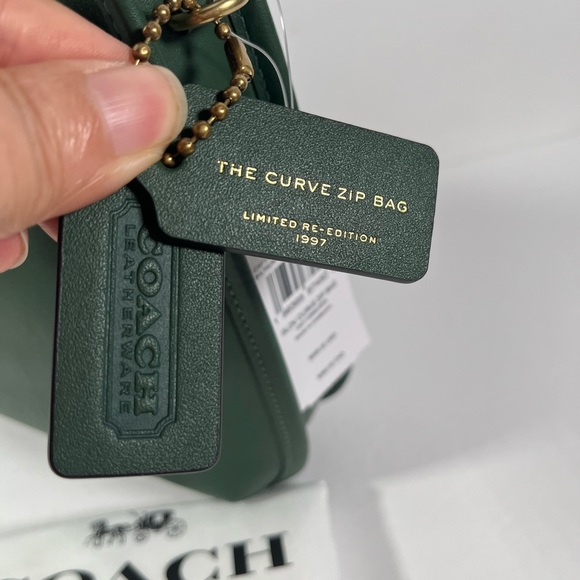 THE CURVE ZIP BAG
LIMITED RE-EDITION
1997
COACH
LEATHERWARE
COACH